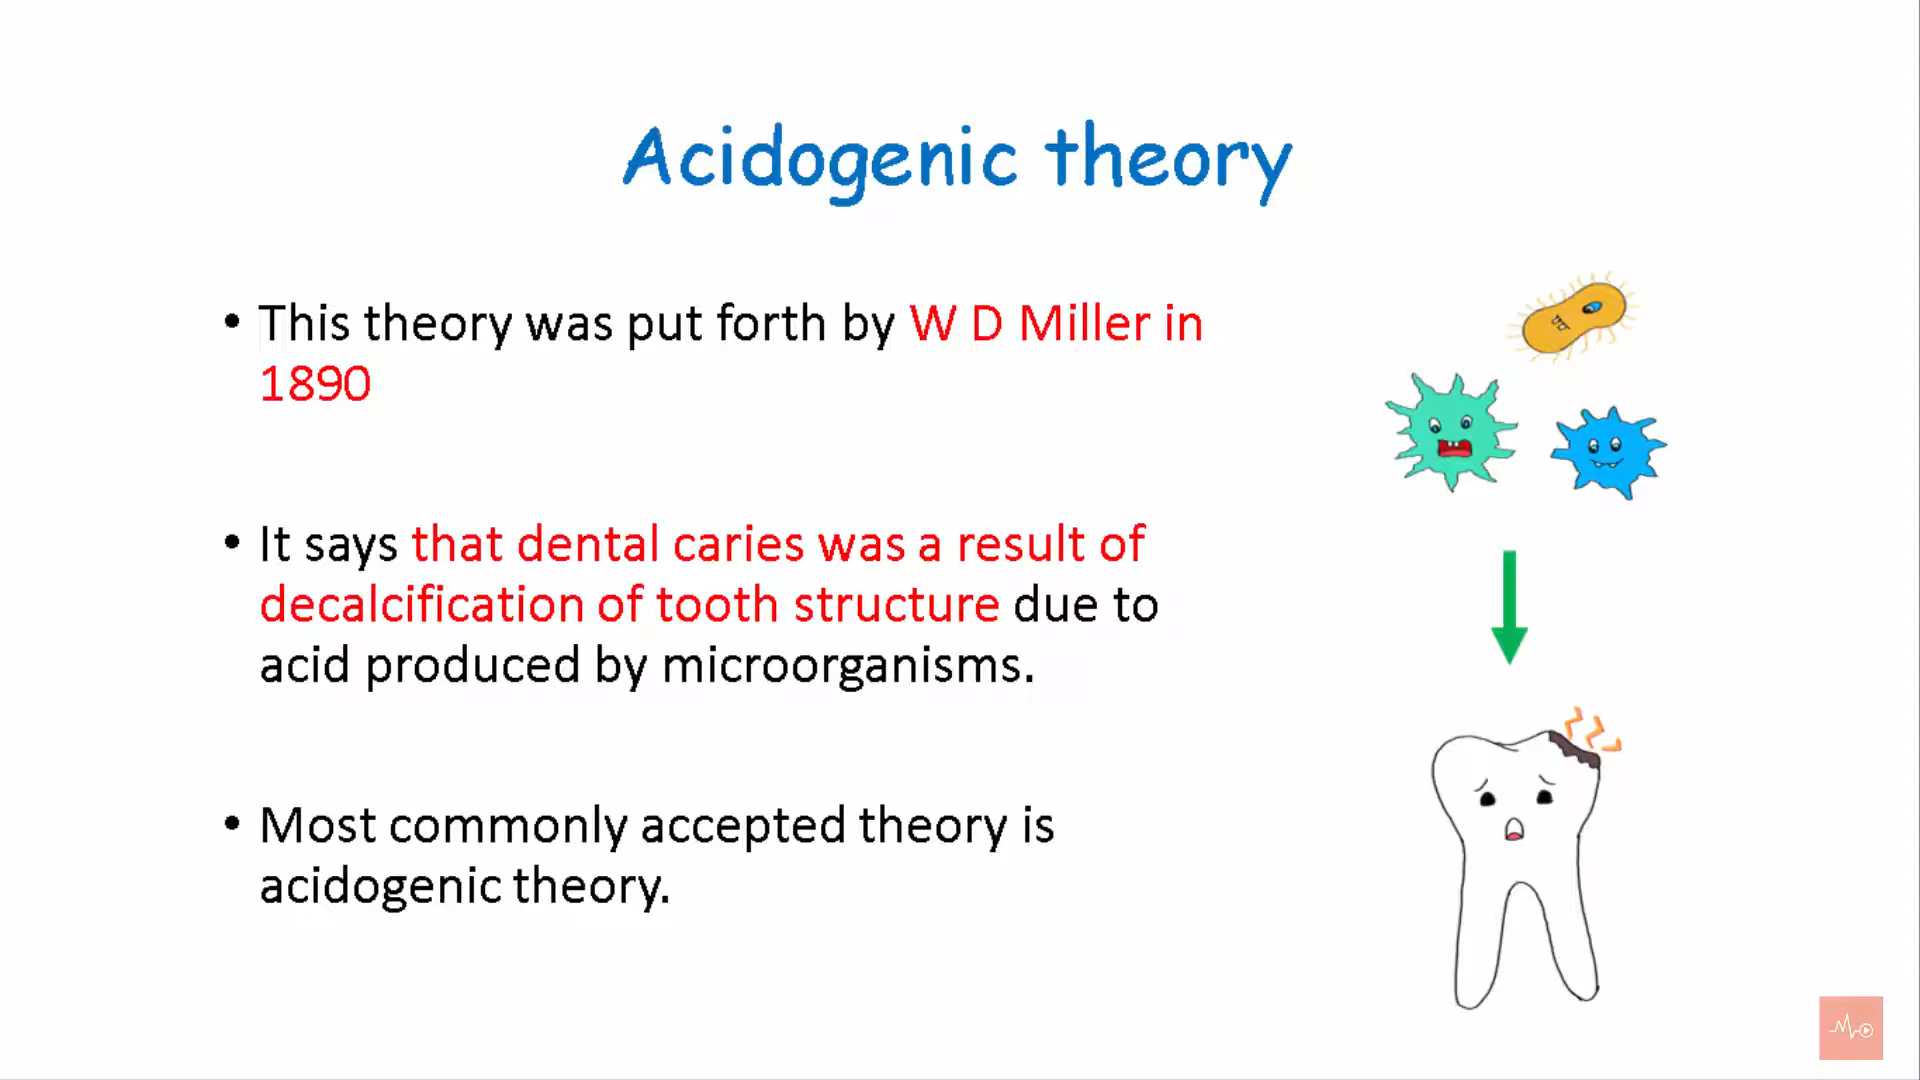 Acidogenic theory
• This theory was put forth by W D Miller in
1890
• It says that dental caries was a result of
decalcification of tooth structure due to
acid produced by microorganisms.
• Most commonly accepted theory is
acidogenic theory.